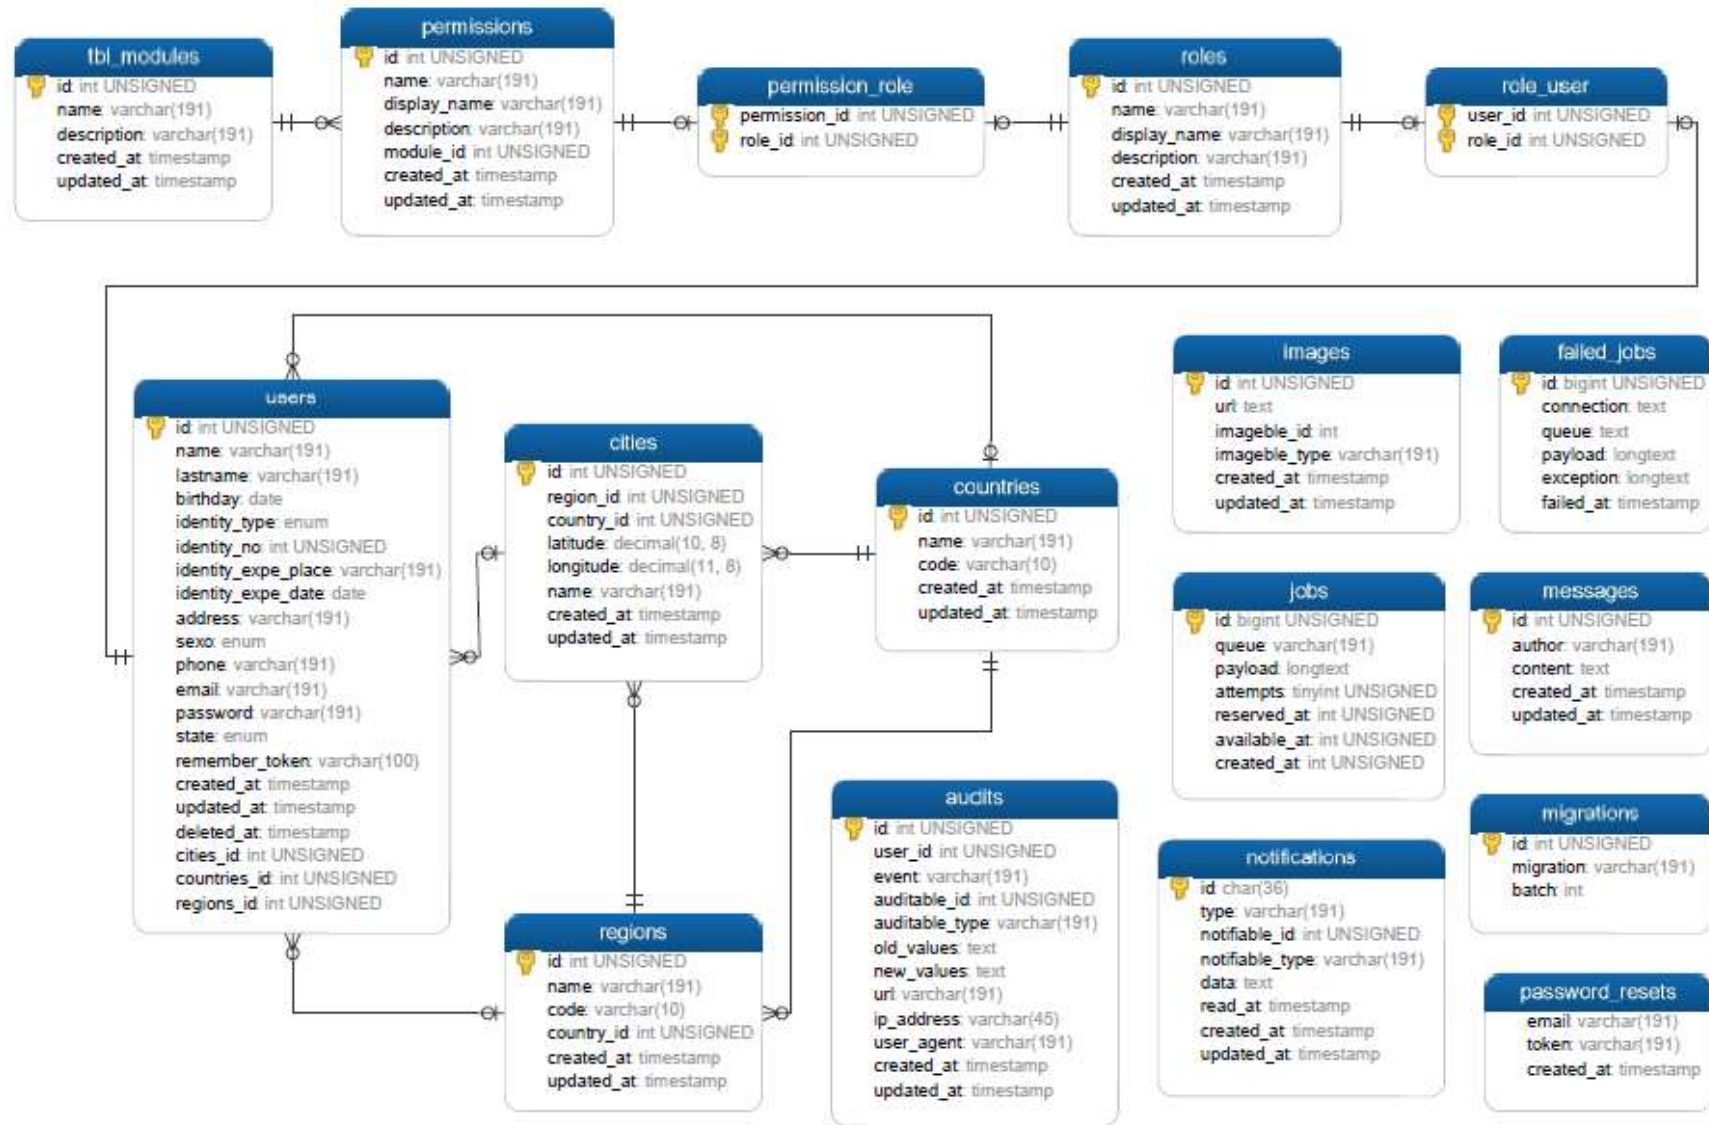 tbl_modules
id: int UNSIGNED
name: varchar(191)
description: varchar(191)
created_at: timestamp
updated_at: timestamp
permissions
id: int UNSIGNED
name: varchar(191)
display_name: varchar(191)
description: varchar(191)
module_id: int UNSIGNED
created_at: timestamp
updated_at: timestamp
permission_role
permission_id: int UNSIGNED
role_id: int UNSIGNED
roles
id: int UNSIGNED
name: varchar(191)
display_name: varchar(191)
description: varchar(191)
created_at: timestamp
updated_at: timestamp
role_user
user_id: int UNSIGNED
role_id: int UNSIGNED
users
id: int UNSIGNED
name: varchar(191)
lastname: varchar(191)
birthday: date
identity_type: enum
identity_no: int UNSIGNED
identity_expe_place: varchar(191)
identity_expe_date: date
address: varchar(191)
sexo: enum
phone: varchar(191)
email: varchar(191)
password: varchar(191)
state: enum
remember_token: varchar(100)
created_at: timestamp
updated_at: timestamp
deleted_at: timestamp
cities_id: int UNSIGNED
countries_id: int UNSIGNED
regions_id: int UNSIGNED
cities
id: int UNSIGNED
region_id: int UNSIGNED
country_id: int UNSIGNED
latitude: decimal(10, 8)
longitude: decimal(11, 8)
name: varchar(191)
created_at: timestamp
updated_at: timestamp
countries
id: int UNSIGNED
name: varchar(191)
code: varchar(10)
created_at: timestamp
updated_at: timestamp
regions
id: int UNSIGNED
name: varchar(191)
code: varchar(10)
country_id: int UNSIGNED
created_at: timestamp
updated_at: timestamp
audits
id: int UNSIGNED
user_id: int UNSIGNED
event: varchar(191)
auditable_id: int UNSIGNED
auditable_type: varchar(191)
old_values: text
new_values: text
url: varchar(191)
ip_address: varchar(45)
user_agent: varchar(191)
created_at: timestamp
updated_at: timestamp
images
id: int UNSIGNED
url: text
imageble_id: int
imageble_type: varchar(191)
created_at: timestamp
updated_at: timestamp
failed_jobs
id: bigint UNSIGNED
connection: text
queue: text
payload: longtext
exception: longtext
failed_at: timestamp
jobs
id: bigint UNSIGNED
queue: varchar(191)
payload: longtext
attempts: tinyint UNSIGNED
reserved_at: int UNSIGNED
available_at: int UNSIGNED
created_at: int UNSIGNED
messages
id: int UNSIGNED
author: varchar(191)
content: text
created_at: timestamp
updated_at: timestamp
notifications
id: char(36)
type: varchar(191)
notifiable_id: int UNSIGNED
notifiable_type: varchar(191)
data: text
read_at: timestamp
created_at: timestamp
updated_at: timestamp
migrations
id: int UNSIGNED
migration: varchar(191)
batch: int
password_resets
email: varchar(191)
token: varchar(191)
created_at: timestamp